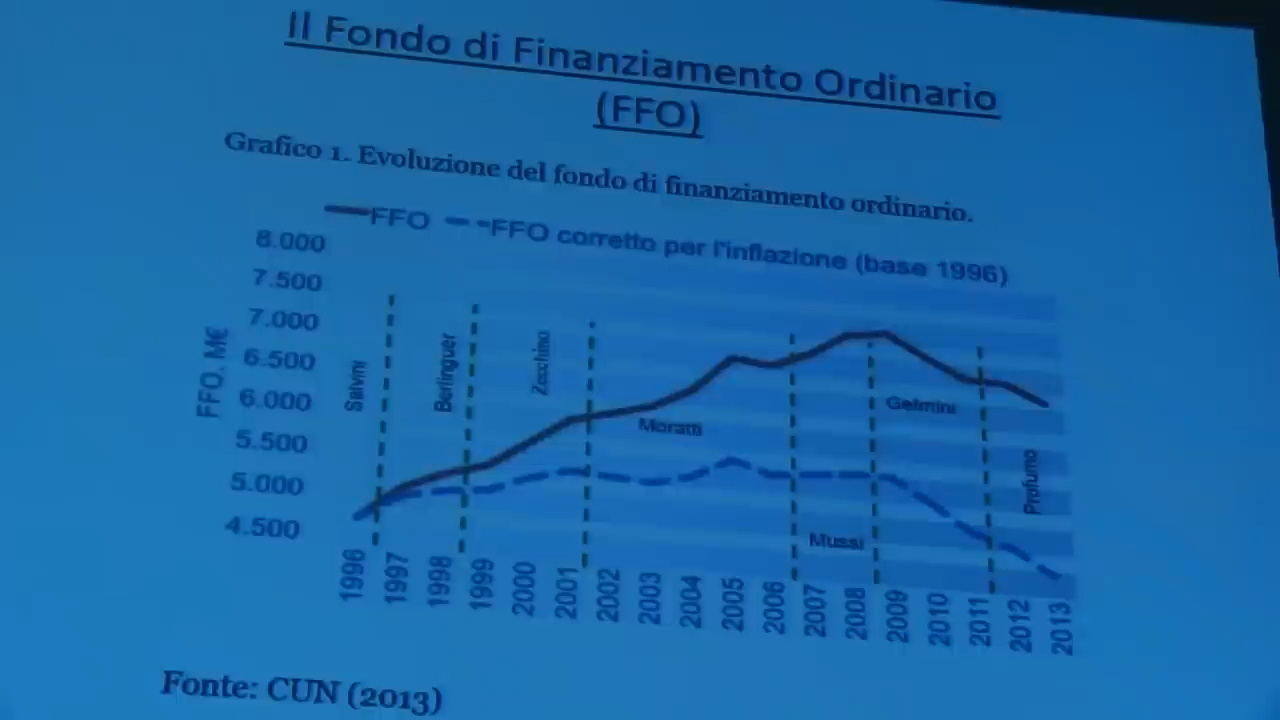 Il Fondo di Finanziamento Ordinario
(FFO)
Grafico 1. Evoluzione del fondo di finanziamento ordinario.
FFO FFO corretto per l'inflazione (base 1996)
8.000
7.500
7.000
6.500
6.000
5.500
5.000
4.500
FFO. M€
Salvini
Berlinguer
Zecchino
Moratti
Mussi
Gelmini
Profumo
1996 1997 1998 1999 2000 2001 2002 2003 2004 2005 2006 2007 2008 2009 2010 2011 2012 2013
Fonte: CUN (2013)